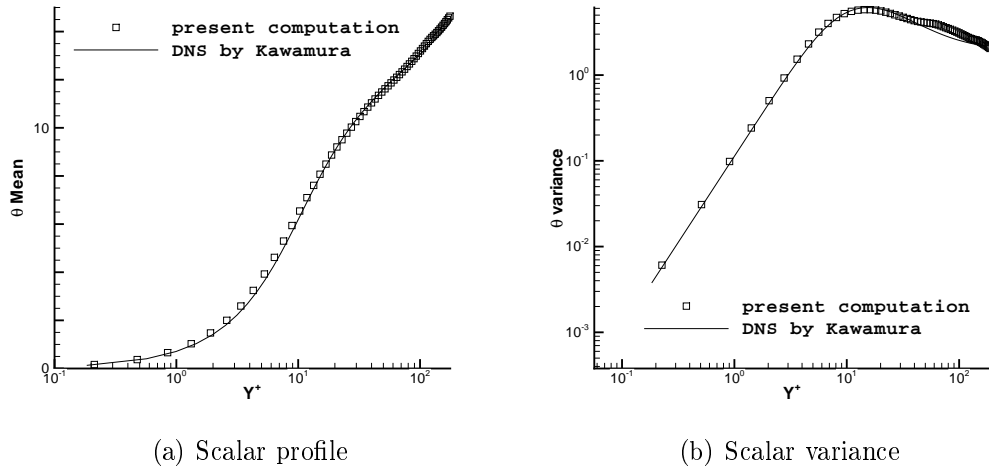 present computation
DNS by Kawamura
θ Mean
10
0
10⁻¹ 10⁰ 10¹ 10²
Y⁺
(a) Scalar profile
θ variance
10⁰
10⁻¹
10⁻²
10⁻³
present computation
DNS by Kawamura
10⁻¹ 10⁰ 10¹ 10²
Y⁺
(b) Scalar variance